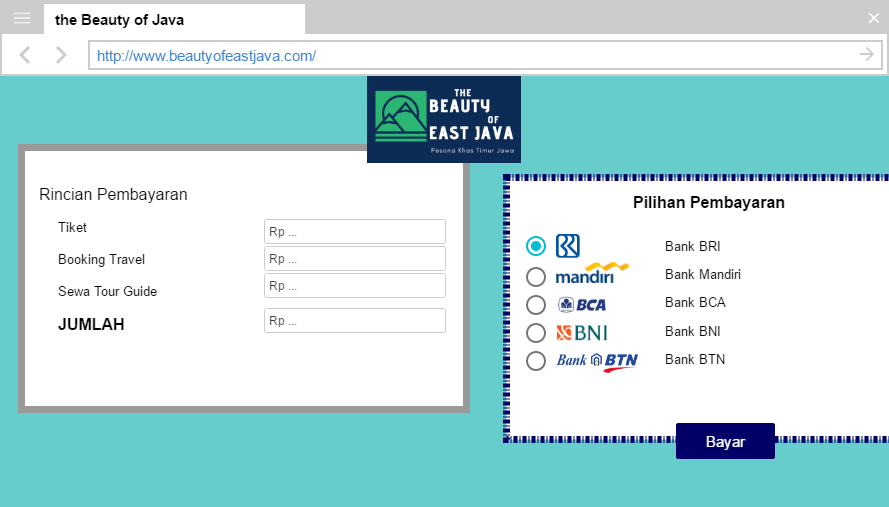 the Beauty of Java
http://www.beautyofeastjava.com/
THE
BEAUTY
OF
EAST JAVA
Pesona Khas Timur Jawa
Rincian Pembayaran
Tiket Rp ...
Booking Travel Rp ...
Sewa Tour Guide Rp ...
JUMLAH Rp ...
Pilihan Pembayaran
Bank BRI
mandiri Bank Mandiri
BCA Bank BCA
BNI Bank BNI
Bank BTN Bank BTN
Bayar